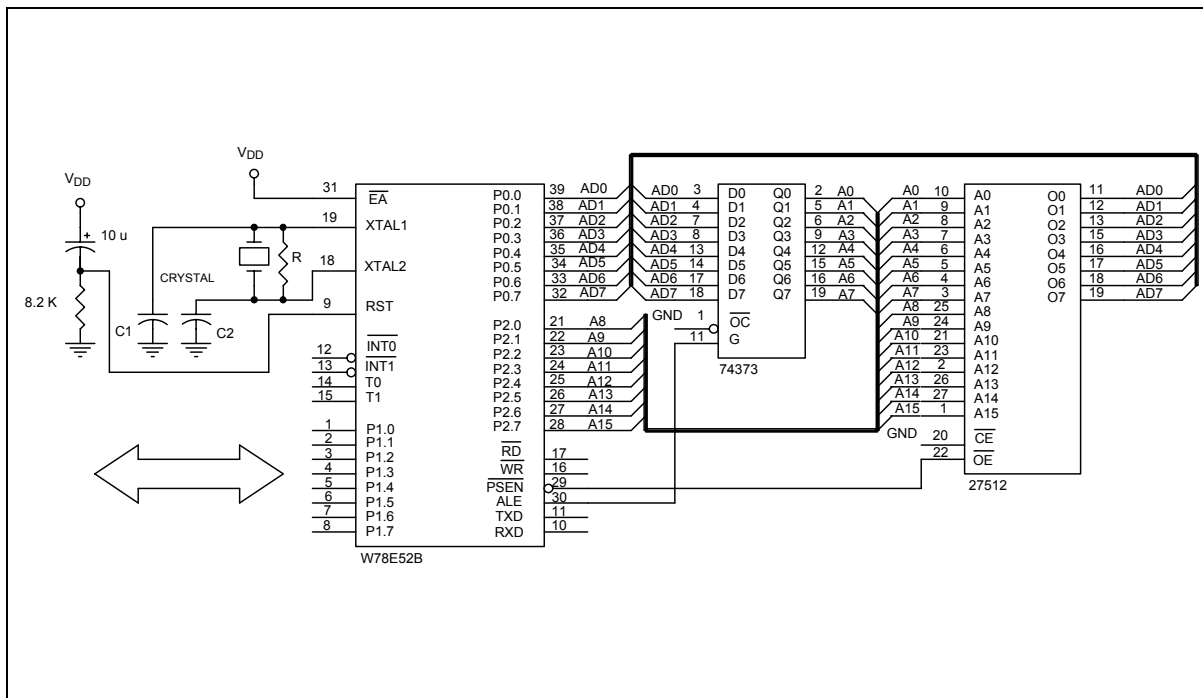 VDD
VDD
10 u
8.2 K
C1
C2
CRYSTAL
R
+
31 EA
19 XTAL1
18 XTAL2
9 RST
12 INT0
13 INT1
14 T0
15 T1
1 P1.0
2 P1.1
3 P1.2
4 P1.3
5 P1.4
6 P1.5
7 P1.6
8 P1.7
P0.0 39 AD0
P0.1 38 AD1
P0.2 37 AD2
P0.3 36 AD3
P0.4 35 AD4
P0.5 34 AD5
P0.6 33 AD6
P0.7 32 AD7
P2.0 21 A8
P2.1 22 A9
P2.2 23 A10
P2.3 24 A11
P2.4 25 A12
P2.5 26 A13
P2.6 27 A14
P2.7 28 A15
RD 17
WR 16
PSEN 29
ALE 30
TXD 11
RXD 10
W78E52B
AD0 3 D0 Q0 2 A0
AD1 4 D1 Q1 5 A1
AD2 7 D2 Q2 6 A2
AD3 8 D3 Q3 9 A3
AD4 13 D4 Q4 12 A4
AD5 14 D5 Q5 15 A5
AD6 17 D6 Q6 16 A6
AD7 18 D7 Q7 19 A7
GND 1 OC
11 G
74373
A0 10 A0 O0 11 AD0
A1 9 A1 O1 12 AD1
A2 8 A2 O2 13 AD2
A3 7 A3 O3 15 AD3
A4 6 A4 O4 16 AD4
A5 5 A5 O5 17 AD5
A6 4 A6 O6 18 AD6
A7 3 A7 O7 19 AD7
A8 25 A8
A9 24 A9
A10 21 A10
A11 23 A11
A12 2 A12
A13 26 A13
A14 27 A14
A15 1 A15
GND 20 CE
22 OE
27512